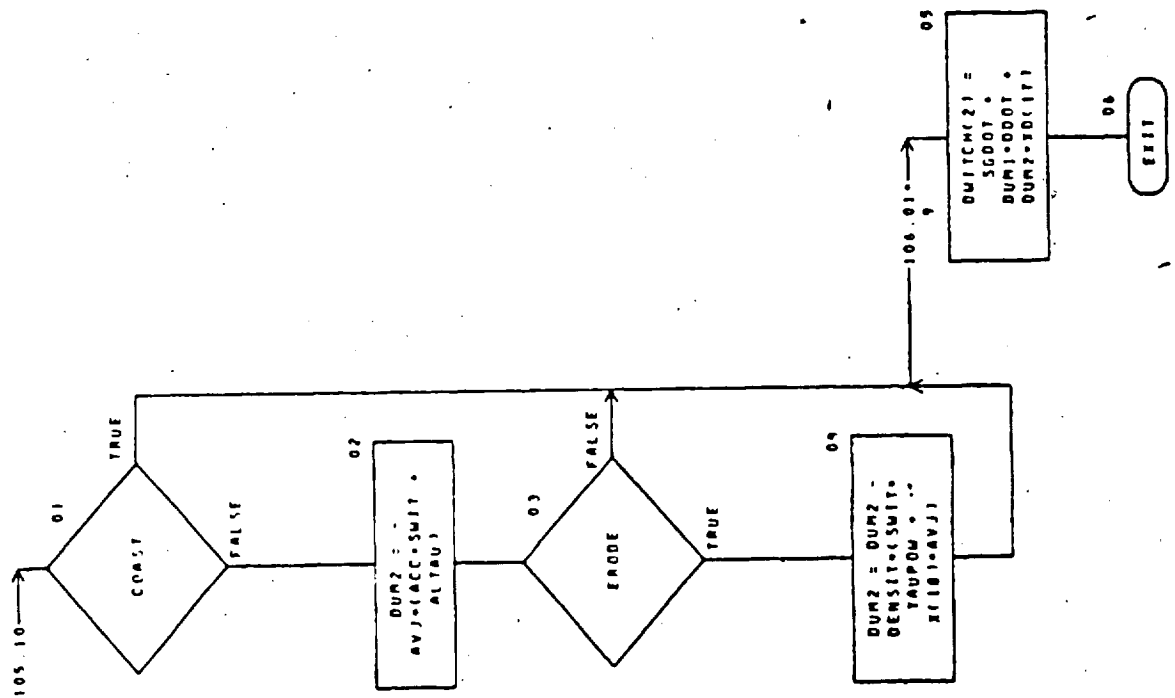 105.10
01
COAST
TRUE
FALSE
02
DUM2 = -
AVJ*(ACC*SWIT +
ALTAU)
03
ERODE
FALSE
TRUE
04
DUM2 = DUM2 -
DENSIT*(SWIT*
TAUPOW +
X(18)*AVJ)
106.01*
9
05
DWITCH(2) =
SGDOT +
DUM1*DDOT +
DUM2*XD(17)
06
EXIT